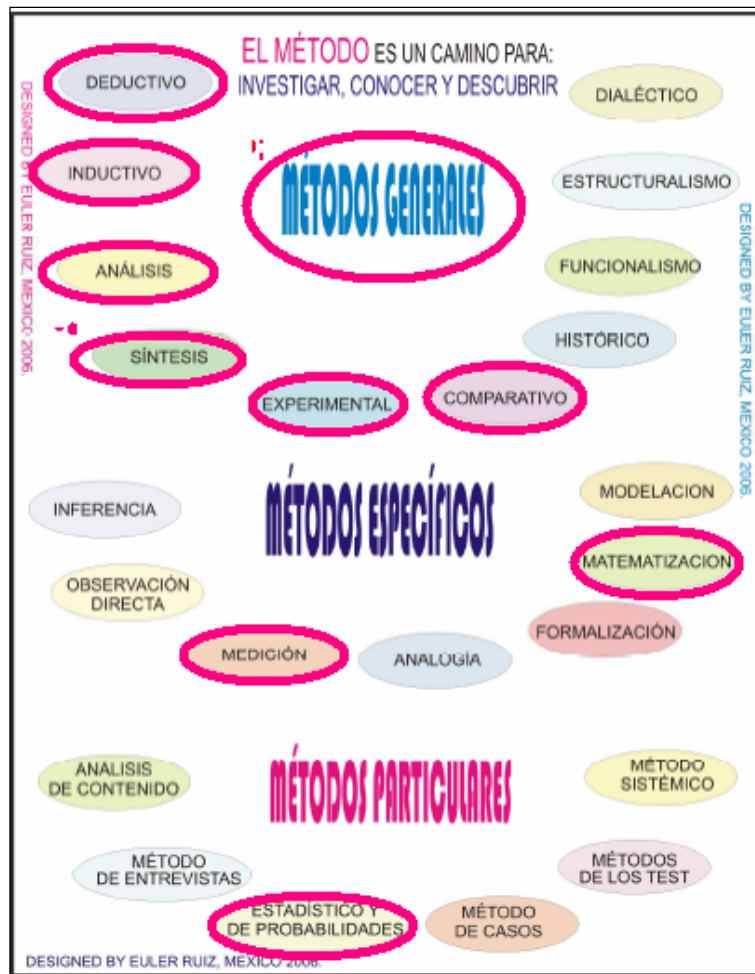 EL MÉTODO ES UN CAMINO PARA:
INVESTIGAR, CONOCER Y DESCUBRIR
DEDUCTIVO
DIALÉCTICO
INDUCTIVO
MÉTODOS GENERALES
ESTRUCTURALISMO
ANÁLISIS
FUNCIONALISMO
SÍNTESIS
HISTÓRICO
EXPERIMENTAL
COMPARATIVO
DESIGNED BY EULER RUIZ, MEXICO 2006.
DESIGNED BY EULER RUIZ, MEXICO 2006.
INFERENCIA
MÉTODOS ESPECÍFICOS
MODELACION
OBSERVACIÓN
DIRECTA
MATEMATIZACION
MEDICIÓN
ANALOGÍA
FORMALIZACIÓN
ANALISIS
DE CONTENIDO
MÉTODOS PARTICULARES
MÉTODO
SISTÉMICO
MÉTODO
DE ENTREVISTAS
MÉTODOS
DE LOS TEST
ESTADÍSTICO Y
DE PROBABILIDADES
MÉTODO
DE CASOS
DESIGNED BY EULER RUIZ, MEXICO 2006.